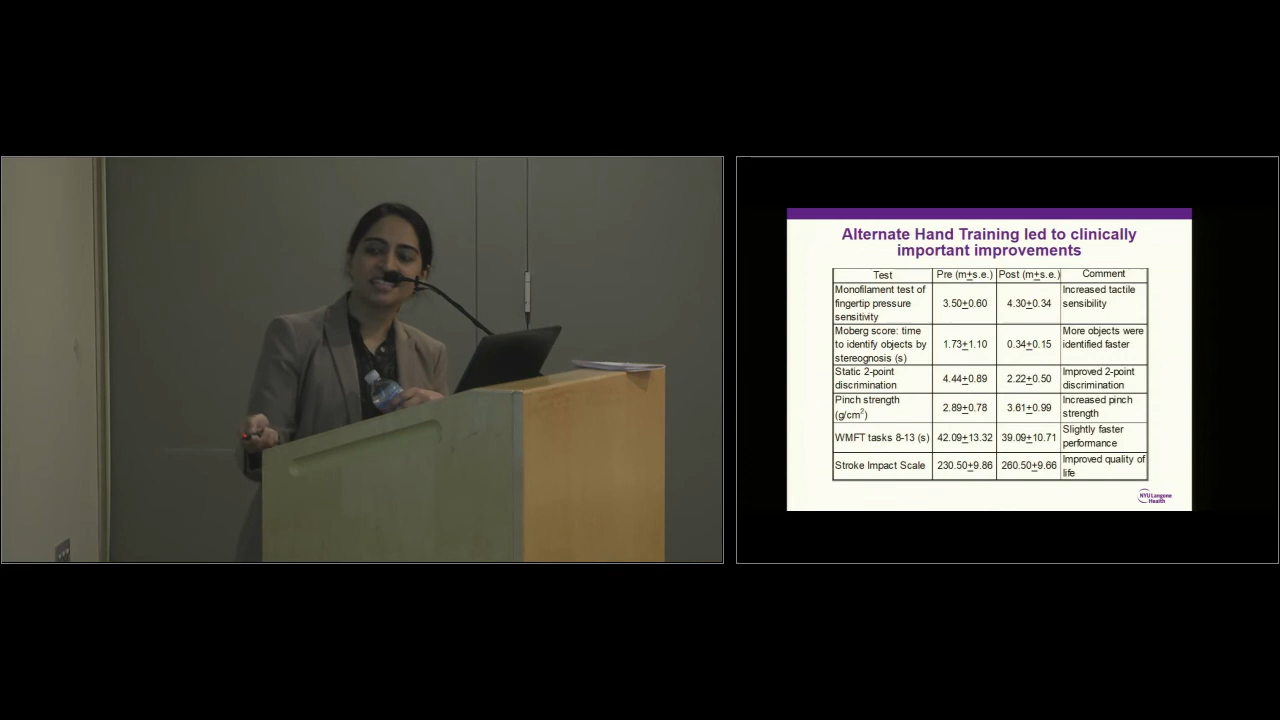 Alternate Hand Training led to clinically
important improvements
Test Pre (m±s.e.) Post (m±s.e.) Comment
Monofilament test of
fingertip pressure
sensitivity
3.50±0.60
4.30±0.34
Increased tactile
sensibility
Moberg score: time
to identify objects by
stereognosis (s)
1.73±1.10
0.34±0.15
More objects were
identified faster
Static 2-point
discrimination
4.44±0.89
2.22±0.50
Improved 2-point
discrimination
Pinch strength
(g/cm²)
2.89±0.78
3.61±0.99
Increased pinch
strength
WMFT tasks 8-13 (s)
42.09±13.32
39.09±10.71
Slightly faster
performance
Stroke Impact Scale
230.50±9.86
260.50±9.66
Improved quality of
life
NYU Langone
Health